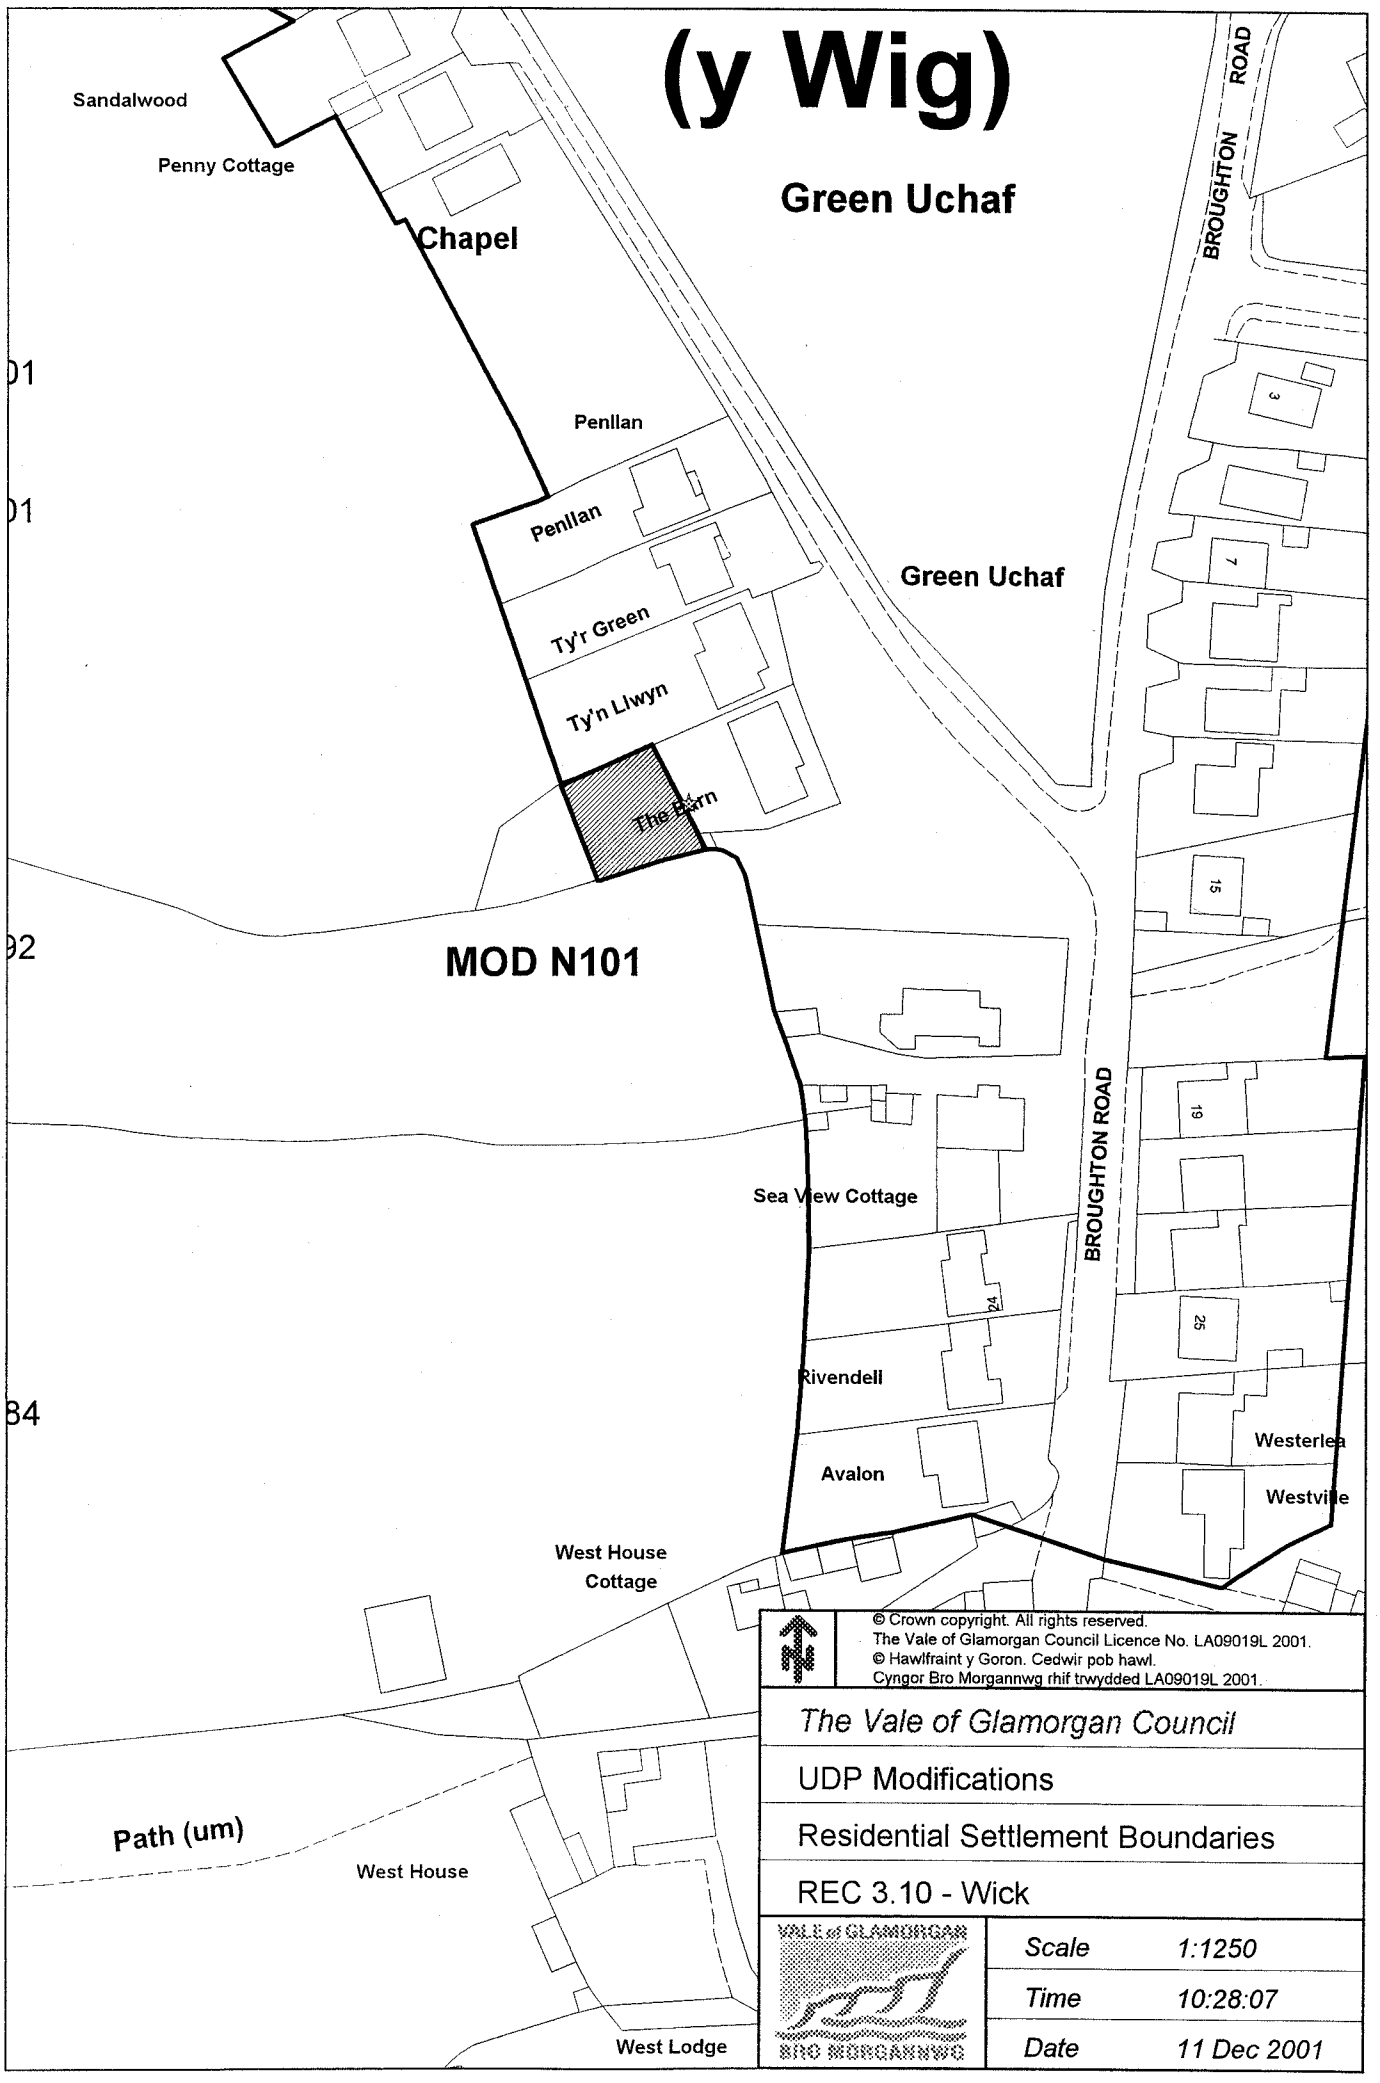 (y Wig)
ROAD
BROUGHTON
Sandalwood
Penny Cottage
Green Uchaf
Chapel
01
3
Penllan
01
Penllan
7
Green Uchaf
Ty'r Green
Ty'n Llwyn
The Barn
15
92
MOD N101
19
BROUGHTON ROAD
Sea View Cottage
24
25
Rivendell
84
Westerlea
Avalon
Westville
West House
Cottage
N
© Crown copyright. All rights reserved.
The Vale of Glamorgan Council Licence No. LA09019L 2001.
© Hawlfraint y Goron. Cedwir pob hawl.
Cyngor Bro Morgannwg rhif trwydded LA09019L 2001.
The Vale of Glamorgan Council
UDP Modifications
Path (um)
Residential Settlement Boundaries
West House
REC 3.10 - Wick
VALE of GLAMORGAN
BRO MORGANNWG
Scale 1:1250
Time 10:28:07
Date 11 Dec 2001
West Lodge